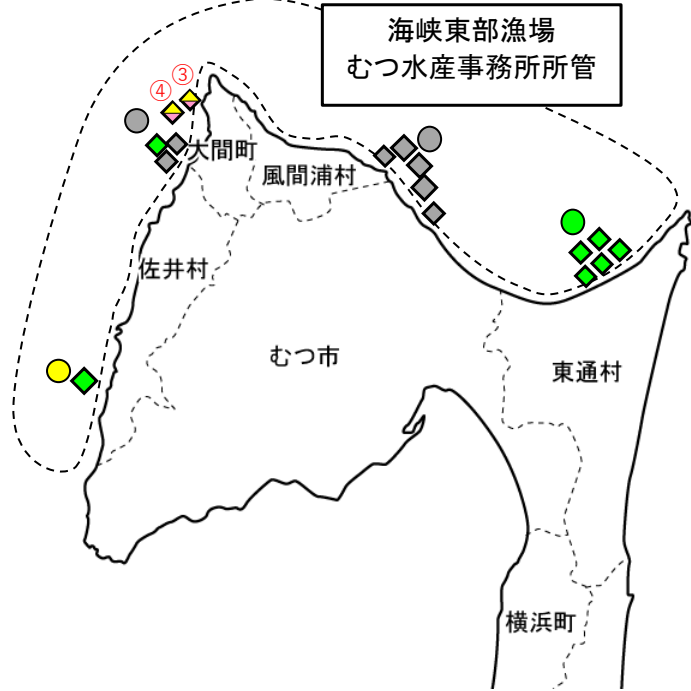 海峡東部漁場
むつ水産事務所所管
③
④
大間町
風間浦村
佐井村
むつ市
東通村
横浜町